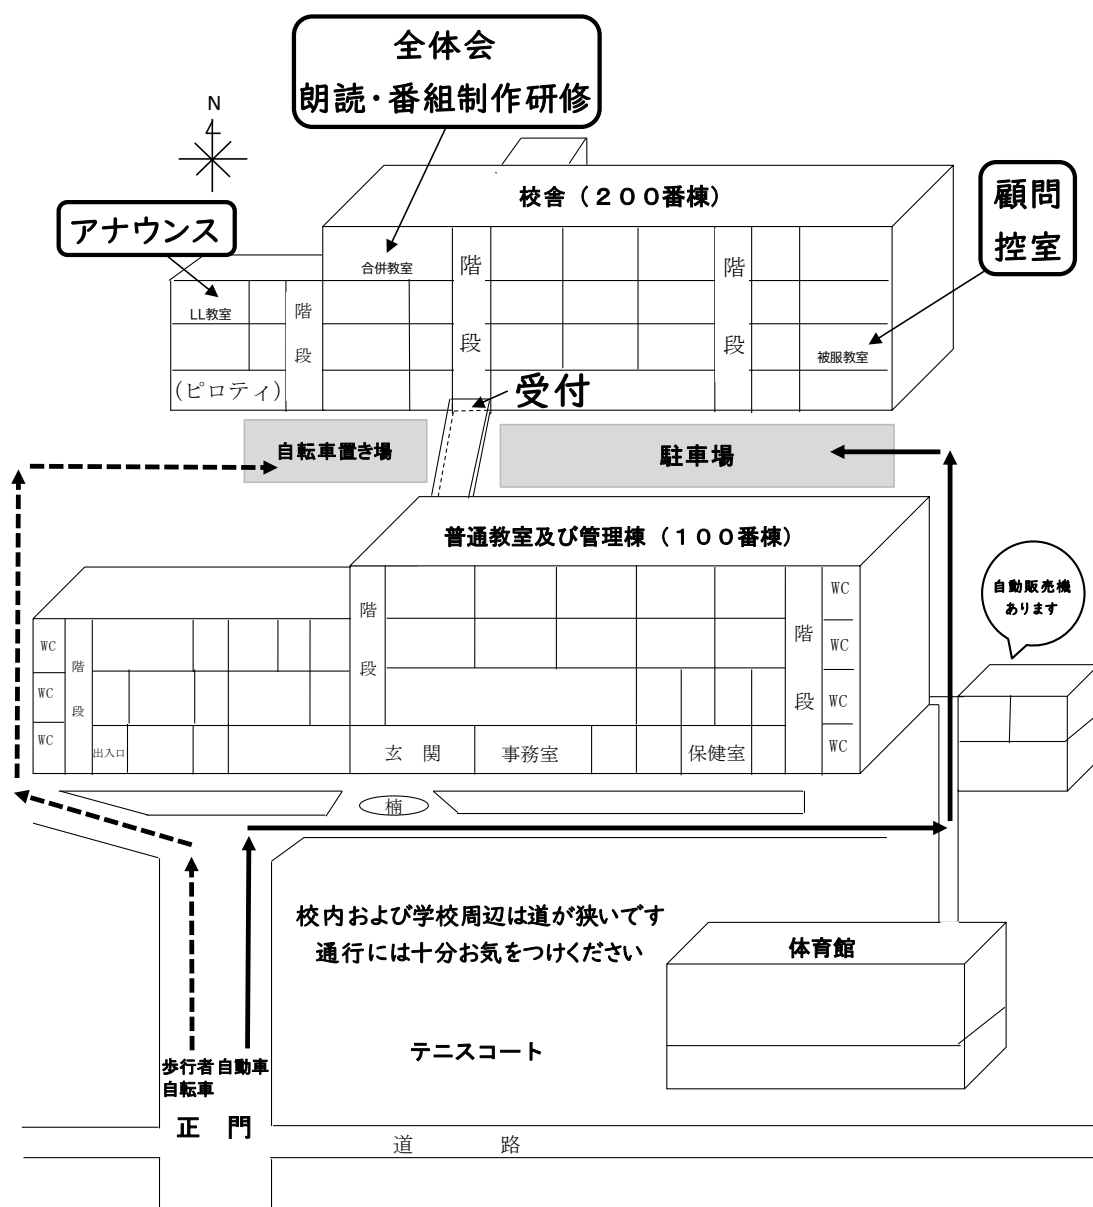 全体会
朗読・番組制作研修
N
校舎（２００番棟）
顧問
控室
アナウンス
合併教室
階
段
階
段
LL教室
階
段
被服教室
(ピロティ)
受付
自転車置き場
駐車場
普通教室及び管理棟（１００番棟）
自動販売機
あります
階
段
WC
WC
WC
WC
階
段
WC
WC
WC
階
段
出入口
玄　関
事務室
保健室
楠
校内および学校周辺は道が狭いです
通行には十分お気をつけください
体育館
テニスコート
歩行者
自転車
自動車
正　門
道　路